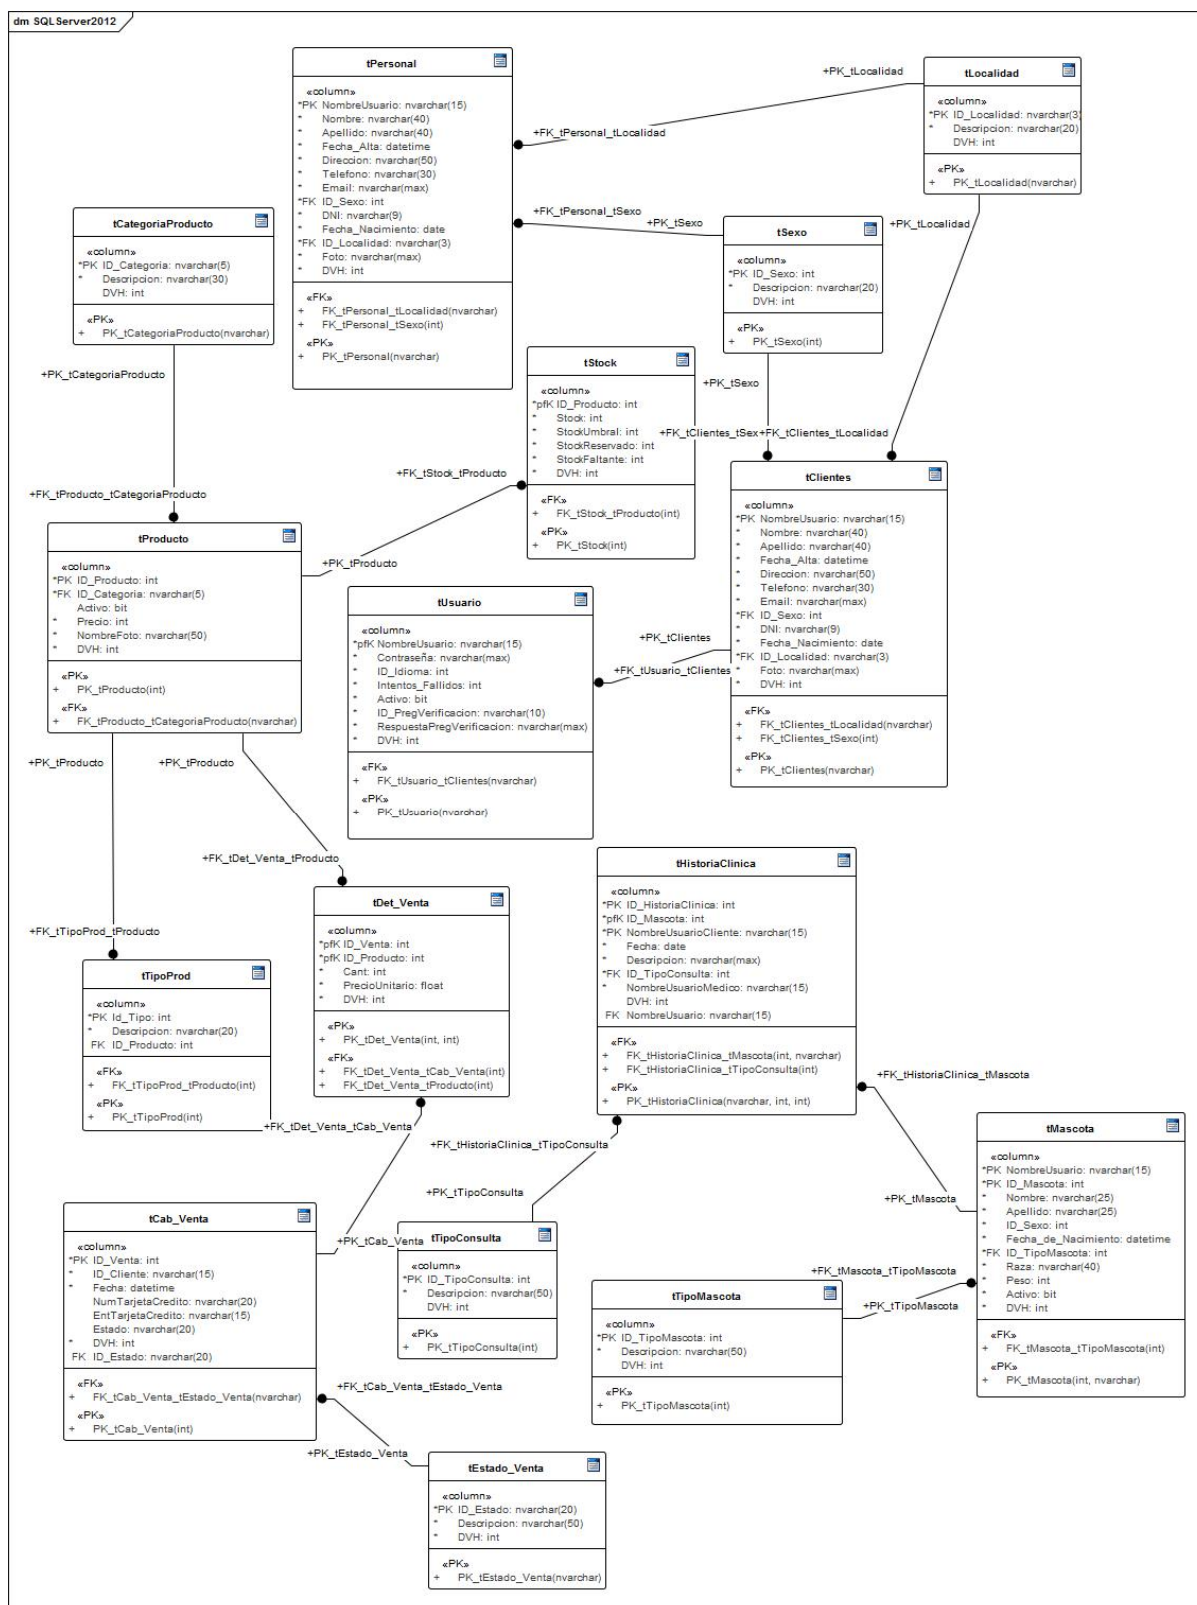 dm SQLServer2012
tPersonal
«column»
*PK NombreUsuario: nvarchar(15)
* Nombre: nvarchar(40)
* Apellido: nvarchar(40)
* Fecha_Alta: datetime
* Direccion: nvarchar(50)
* Telefono: nvarchar(30)
* Email: nvarchar(max)
*FK ID_Sexo: int
* DNI: nvarchar(9)
* Fecha_Nacimiento: date
*FK ID_Localidad: nvarchar(3)
* Foto: nvarchar(max)
* DVH: int
«FK»
+ FK_tPersonal_tLocalidad(nvarchar)
+ FK_tPersonal_tSexo(int)
«PK»
+ PK_tPersonal(nvarchar)
+PK_tLocalidad
+FK_tPersonal_tLocalidad
tLocalidad
«column»
*PK ID_Localidad: nvarchar(3)
* Descripcion: nvarchar(20)
DVH: int
«PK»
+ PK_tLocalidad(nvarchar)
+FK_tPersonal_tSexo
+PK_tSexo
+PK_tLocalidad
tCategoriaProducto
«column»
*PK ID_Categoria: nvarchar(5)
* Descripcion: nvarchar(30)
DVH: int
«PK»
+ PK_tCategoriaProducto(nvarchar)
tSexo
«column»
*PK ID_Sexo: int
* Descripcion: nvarchar(20)
DVH: int
«PK»
+ PK_tSexo(int)
+PK_tCategoriaProducto
+PK_tSexo
tStock
«column»
*pfK ID_Producto: int
* Stock: int
* StockUmbral: int
* StockReservado: int
* StockFaltante: int
* DVH: int
«FK»
+ FK_tStock_tProducto(int)
«PK»
+ PK_tStock(int)
+FK_tClientes_tSex+FK_tClientes_tLocalidad
+FK_tStock_tProducto
+FK_tProducto_tCategoriaProducto
tClientes
«column»
*PK NombreUsuario: nvarchar(15)
* Nombre: nvarchar(40)
* Apellido: nvarchar(40)
* Fecha_Alta: datetime
* Direccion: nvarchar(50)
* Telefono: nvarchar(30)
* Email: nvarchar(max)
*FK ID_Sexo: int
* DNI: nvarchar(9)
* Fecha_Nacimiento: date
*FK ID_Localidad: nvarchar(3)
* Foto: nvarchar(max)
* DVH: int
«FK»
+ FK_tClientes_tLocalidad(nvarchar)
+ FK_tClientes_tSexo(int)
«PK»
+ PK_tClientes(nvarchar)
tProducto
«column»
*PK ID_Producto: int
*FK ID_Categoria: nvarchar(5)
Activo: bit
* Precio: int
* NombreFoto: nvarchar(50)
* DVH: int
«PK»
+ PK_tProducto(int)
«FK»
+ FK_tProducto_tCategoriaProducto(nvarchar)
+PK_tProducto
tUsuario
«column»
*pfK NombreUsuario: nvarchar(15)
* Contraseña: nvarchar(max)
* ID_Idioma: int
* Intentos_Fallidos: int
* Activo: bit
* ID_PregVerificacion: nvarchar(10)
* RespuestaPregVerificacion: nvarchar(max)
* DVH: int
«FK»
+ FK_tUsuario_tClientes(nvarchar)
«PK»
+ PK_tUsuario(nvarchar)
+PK_tClientes
+FK_tUsuario_tClientes
+PK_tProducto
+PK_tProducto
+FK_tDet_Venta_tProducto
tHistoriaClinica
«column»
*PK ID_HistoriaClinica: int
*pfK ID_Mascota: int
*PK NombreUsuarioCliente: nvarchar(15)
* Fecha: date
* Descripcion: nvarchar(max)
*FK ID_TipoConsulta: int
* NombreUsuarioMedico: nvarchar(15)
DVH: int
FK NombreUsuario: nvarchar(15)
«FK»
+ FK_tHistoriaClinica_tMascota(int, nvarchar)
+ FK_tHistoriaClinica_tTipoConsulta(int)
«PK»
+ PK_tHistoriaClinica(nvarchar, int, int)
tDet_Venta
«column»
*pfK ID_Venta: int
*pfK ID_Producto: int
* Cant: int
* PrecioUnitario: float
* DVH: int
«PK»
+ PK_tDet_Venta(int, int)
«FK»
+ FK_tDet_Venta_tCab_Venta(int)
+ FK_tDet_Venta_tProducto(int)
+FK_tTipoProd_tProducto
tTipoProd
«column»
*PK Id_Tipo: int
* Descripcion: nvarchar(20)
FK ID_Producto: int
«FK»
+ FK_tTipoProd_tProducto(int)
«PK»
+ PK_tTipoProd(int)
+FK_tHistoriaClinica_tMascota
+FK_tDet_Venta_tCab_Venta
+FK_tHistoriaClinica_tTipoConsulta
tMascota
«column»
*PK NombreUsuario: nvarchar(15)
*PK ID_Mascota: int
* Nombre: nvarchar(25)
* Apellido: nvarchar(25)
* ID_Sexo: int
* Fecha_de_Nacimiento: datetime
*FK ID_TipoMascota: int
* Raza: nvarchar(40)
* Peso: int
* Activo: bit
* DVH: int
«FK»
+ FK_tMascota_tTipoMascota(int)
«PK»
+ PK_tMascota(int, nvarchar)
+PK_tTipoConsulta
+PK_tMascota
tCab_Venta
«column»
*PK ID_Venta: int
* ID_Cliente: nvarchar(15)
* Fecha: datetime
NumTarjetaCredito: nvarchar(20)
EntTarjetaCredito: nvarchar(15)
Estado: nvarchar(20)
* DVH: int
FK ID_Estado: nvarchar(20)
«FK»
+ FK_tCab_Venta_tEstado_Venta(nvarchar)
«PK»
+ PK_tCab_Venta(int)
+PK_tCab_Venta
tTipoConsulta
«column»
*PK ID_TipoConsulta: int
* Descripcion: nvarchar(50)
DVH: int
«PK»
+ PK_tTipoConsulta(int)
+FK_tMascota_tTipoMascota
+PK_tTipoMascota
tTipoMascota
«column»
*PK ID_TipoMascota: int
* Descripcion: nvarchar(50)
DVH: int
«PK»
+ PK_tTipoMascota(int)
+FK_tCab_Venta_tEstado_Venta
+PK_tEstado_Venta
tEstado_Venta
«column»
*PK ID_Estado: nvarchar(20)
* Descripcion: nvarchar(50)
* DVH: int
«PK»
+ PK_tEstado_Venta(nvarchar)